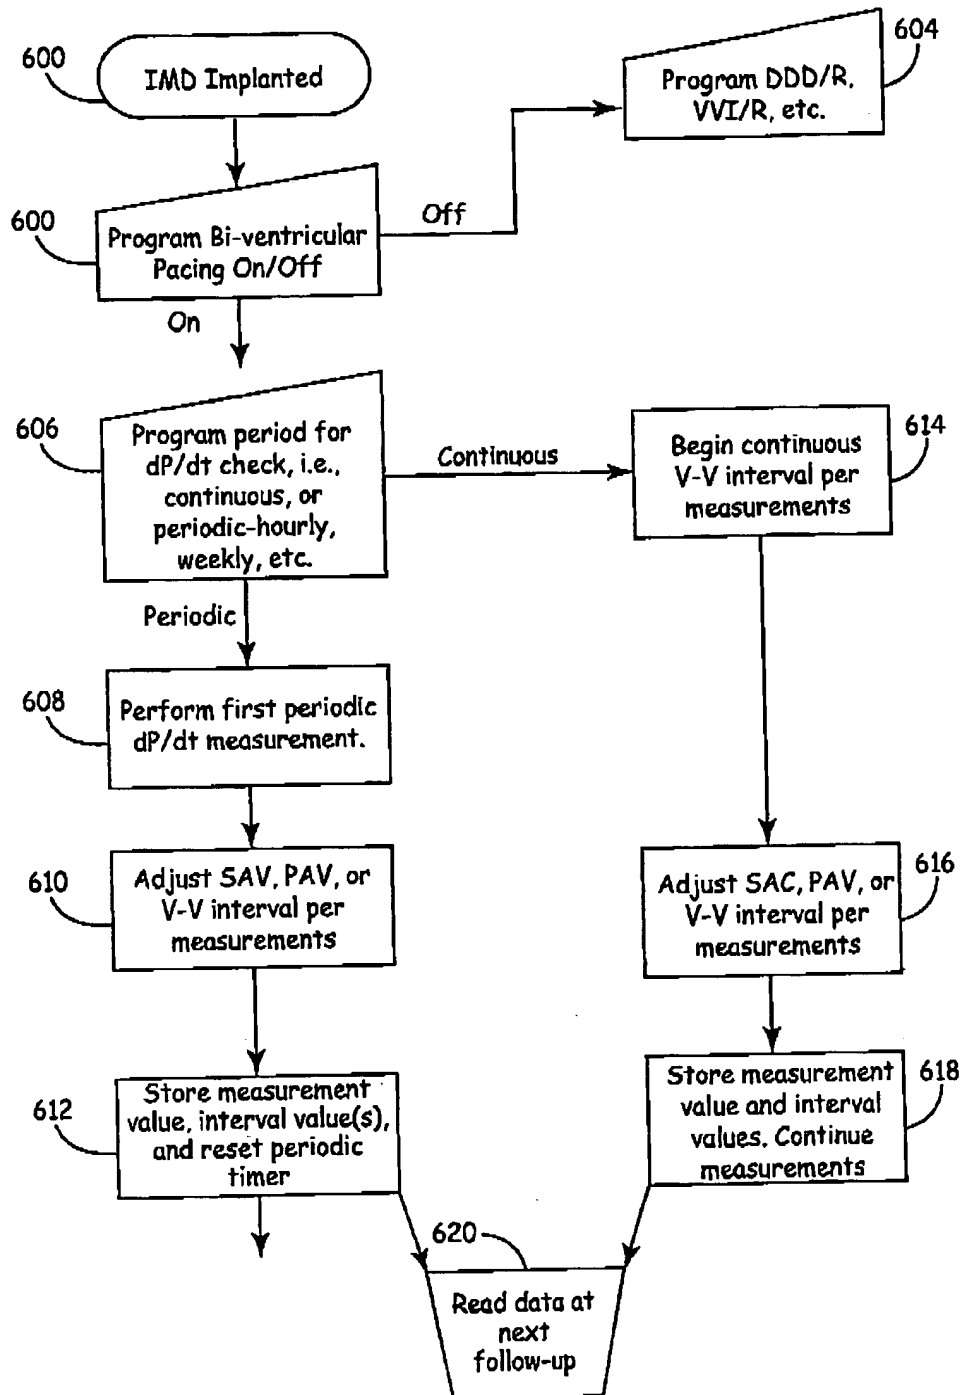 600
IMD Implanted
604
Program DDD/R,
VVI/R, etc.
600
Program Bi-ventricular
Pacing On/Off
Off
On
606
Program period for
dP/dt check, i.e.,
continuous, or
periodic-hourly,
weekly, etc.
Continuous
614
Begin continuous
V-V interval per
measurements
Periodic
608
Perform first periodic
dP/dt measurement.
610
Adjust SAV, PAV, or
V-V interval per
measurements
616
Adjust SAC, PAV, or
V-V interval per
measurements
612
Store measurement
value, interval value(s),
and reset periodic
timer
618
Store measurement
value and interval
values. Continue
measurements
620
Read data at
next
follow-up